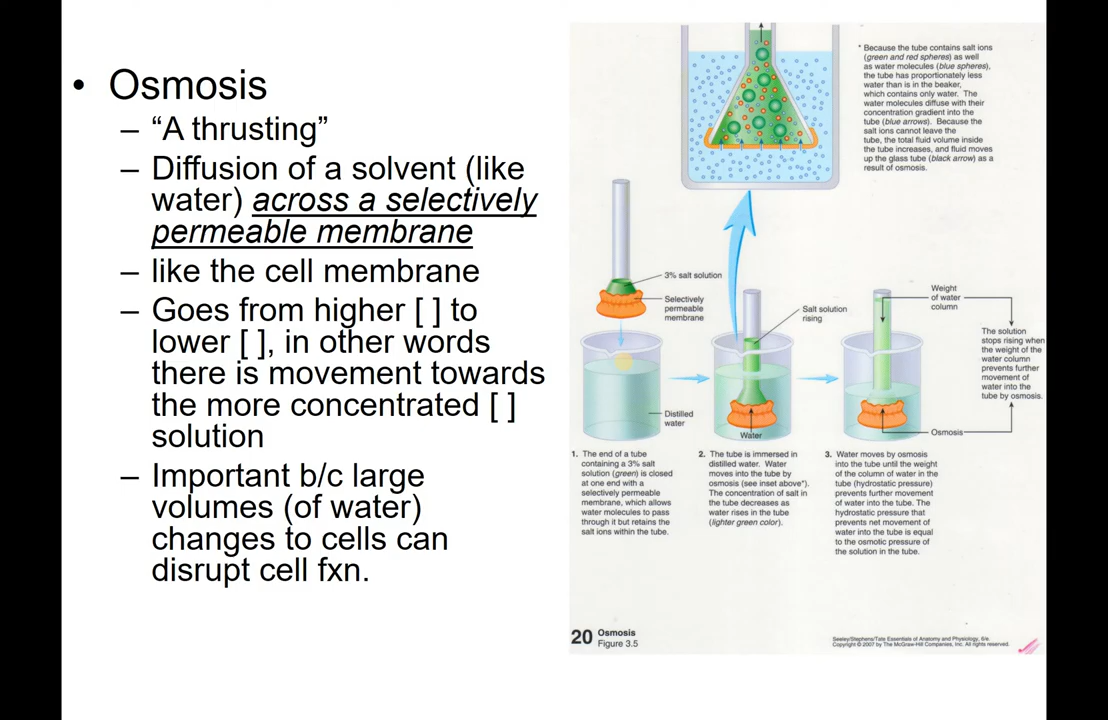 • Osmosis
– “A thrusting”
– Diffusion of a solvent (like
water) across a selectively
permeable membrane
– like the cell membrane
– Goes from higher [ ] to
lower [ ], in other words
there is movement towards
the more concentrated [ ]
solution
– Important b/c large
volumes (of water)
changes to cells can
disrupt cell fxn.
* Because the tube contains salt ions
(green and red spheres) as well
as water molecules (blue spheres),
the tube has proportionately less
water than is in the beaker,
which contains only water. The
water molecules diffuse with their
concentration gradient into the
tube (blue arrows). Because the
salt ions cannot leave the
tube, the total fluid volume inside
the tube increases, and fluid moves
up the glass tube (black arrow) as a
result of osmosis.
3% salt solution
Selectively
permeable
membrane
Distilled
water
Salt solution
rising
Water
Weight
of water
column
The solution
stops rising when
the weight of the
water column
prevents further
movement of
water into the
tube by osmosis.
Osmosis
1. The end of a tube
containing a 3% salt
solution (green) is closed
at one end with a
selectively permeable
membrane, which allows
water molecules to pass
through it but retains the
salt ions within the tube.
2. The tube is immersed in
distilled water. Water
moves into the tube by
osmosis (see inset above*).
The concentration of salt in
the tube decreases as
water rises in the tube
(lighter green color).
3. Water moves by osmosis
into the tube until the weight
of the column of water in the
tube (hydrostatic pressure)
prevents further movement
of water into the tube. The
hydrostatic pressure that
prevents net movement of
water into the tube is equal
to the osmotic pressure of
the solution in the tube.
20 Osmosis
Figure 3.5
Seeley/Stephens/Tate Essentials of Anatomy and Physiology, 6/e.
Copyright © 2007 by The McGraw-Hill Companies, Inc. All rights reserved.